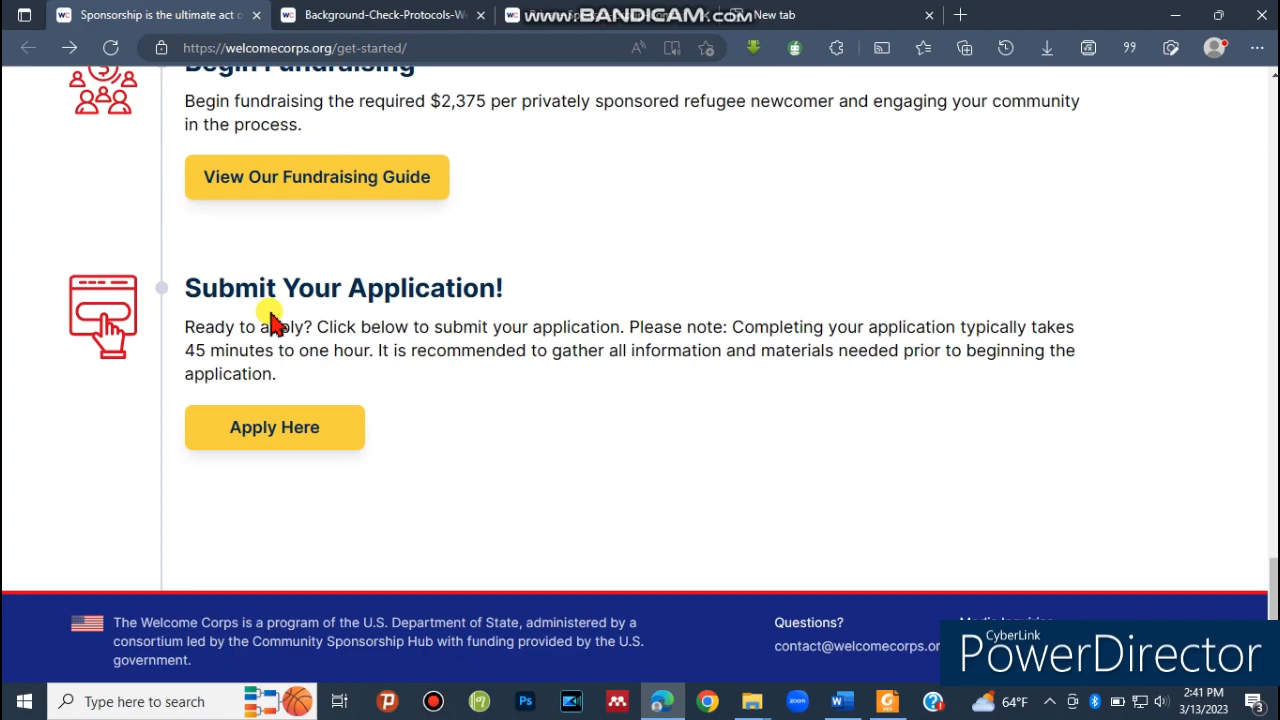 Sponsorship is the ultimate act o
Background-Check-Protocols-We
www.BANDICAM.com
New tab
https://welcomecorps.org/get-started/
Begin Fundraising
Begin fundraising the required $2,375 per privately sponsored refugee newcomer and engaging your community
in the process.
View Our Fundraising Guide
Submit Your Application!
Ready to apply? Click below to submit your application. Please note: Completing your application typically takes
45 minutes to one hour. It is recommended to gather all information and materials needed prior to beginning the
application.
Apply Here
The Welcome Corps is a program of the U.S. Department of State, administered by a
consortium led by the Community Sponsorship Hub with funding provided by the U.S.
government.
Questions?
contact@welcomecorps.or
CyberLink
PowerDirector
Type here to search
64°F
2:41 PM
3/13/2023